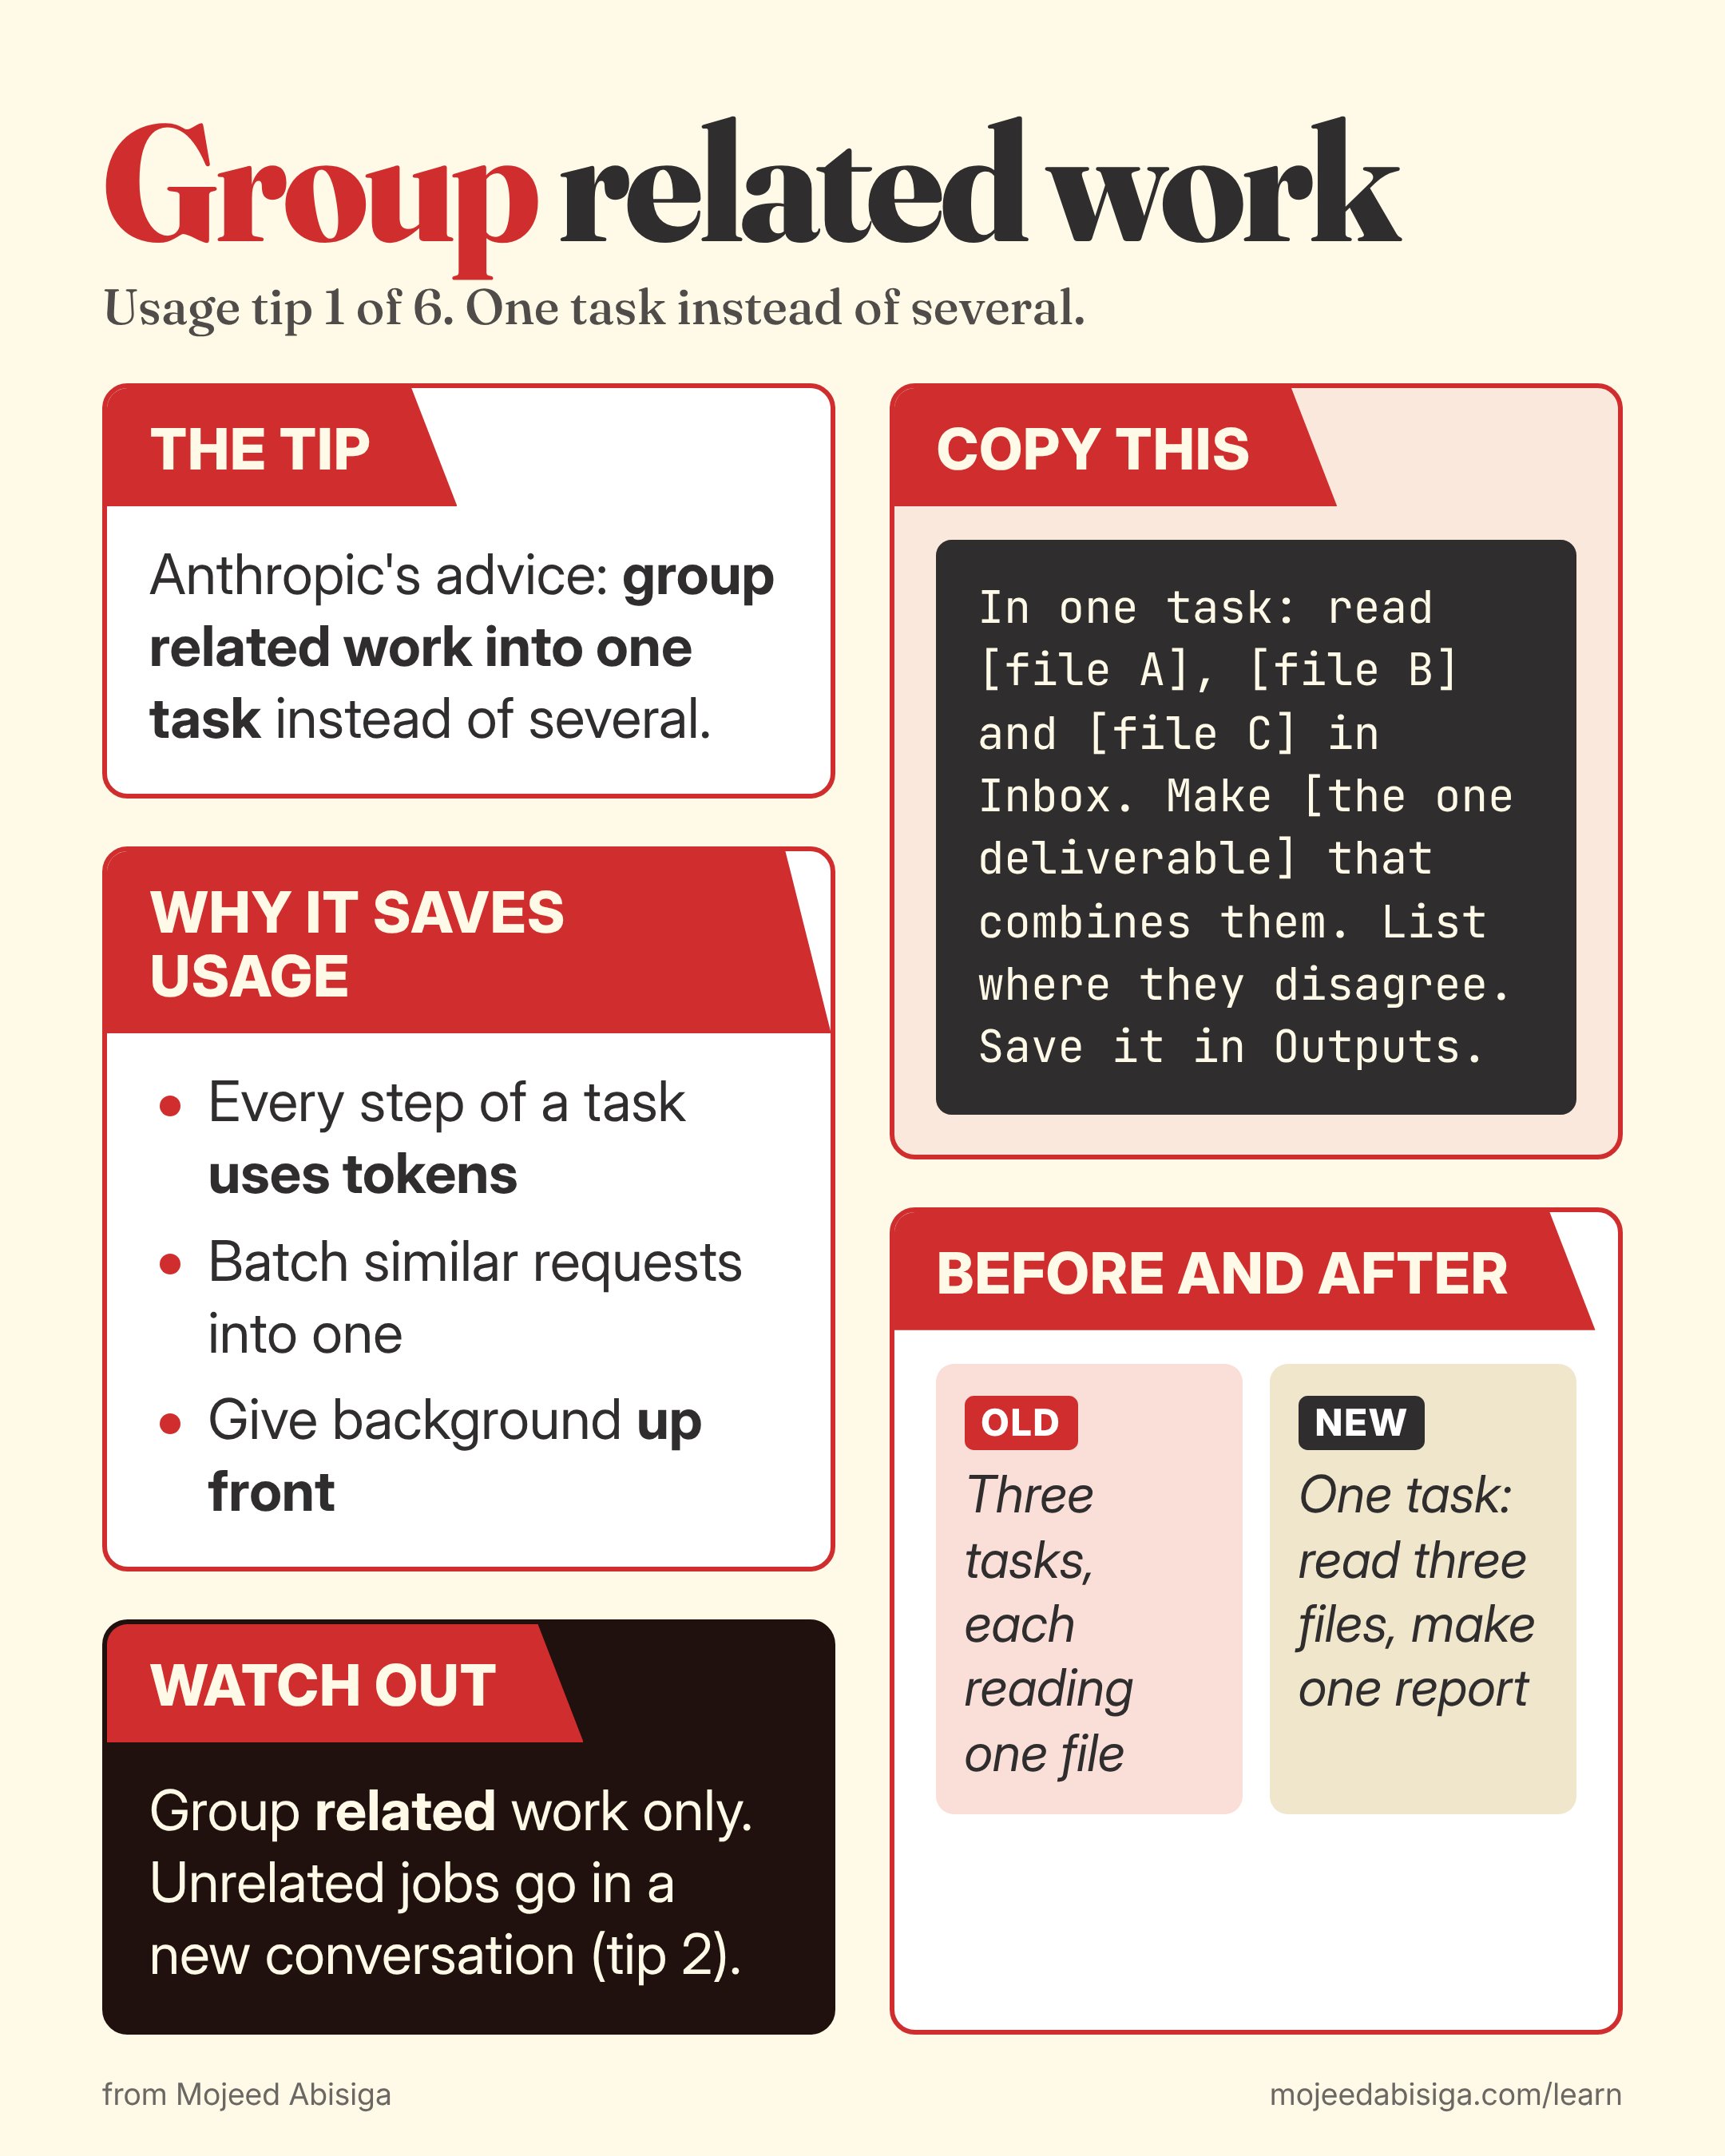 Group related work
Usage tip 1 of 6. One task instead of several.
THE TIP
Anthropic's advice: group
related work into one
task instead of several.
WHY IT SAVES
USAGE
• Every step of a task
uses tokens
• Batch similar requests
into one
• Give background up
front
WATCH OUT
Group related work only.
Unrelated jobs go in a
new conversation (tip 2).
COPY THIS
In one task: read
[file A], [file B]
and [file C] in
Inbox. Make [the one
deliverable] that
combines them. List
where they disagree.
Save it in Outputs.
BEFORE AND AFTER
OLD
Three
tasks,
each
reading
one file
NEW
One task:
read three
files, make
one report
from Mojeed Abisiga
mojeedabisiga.com/learn